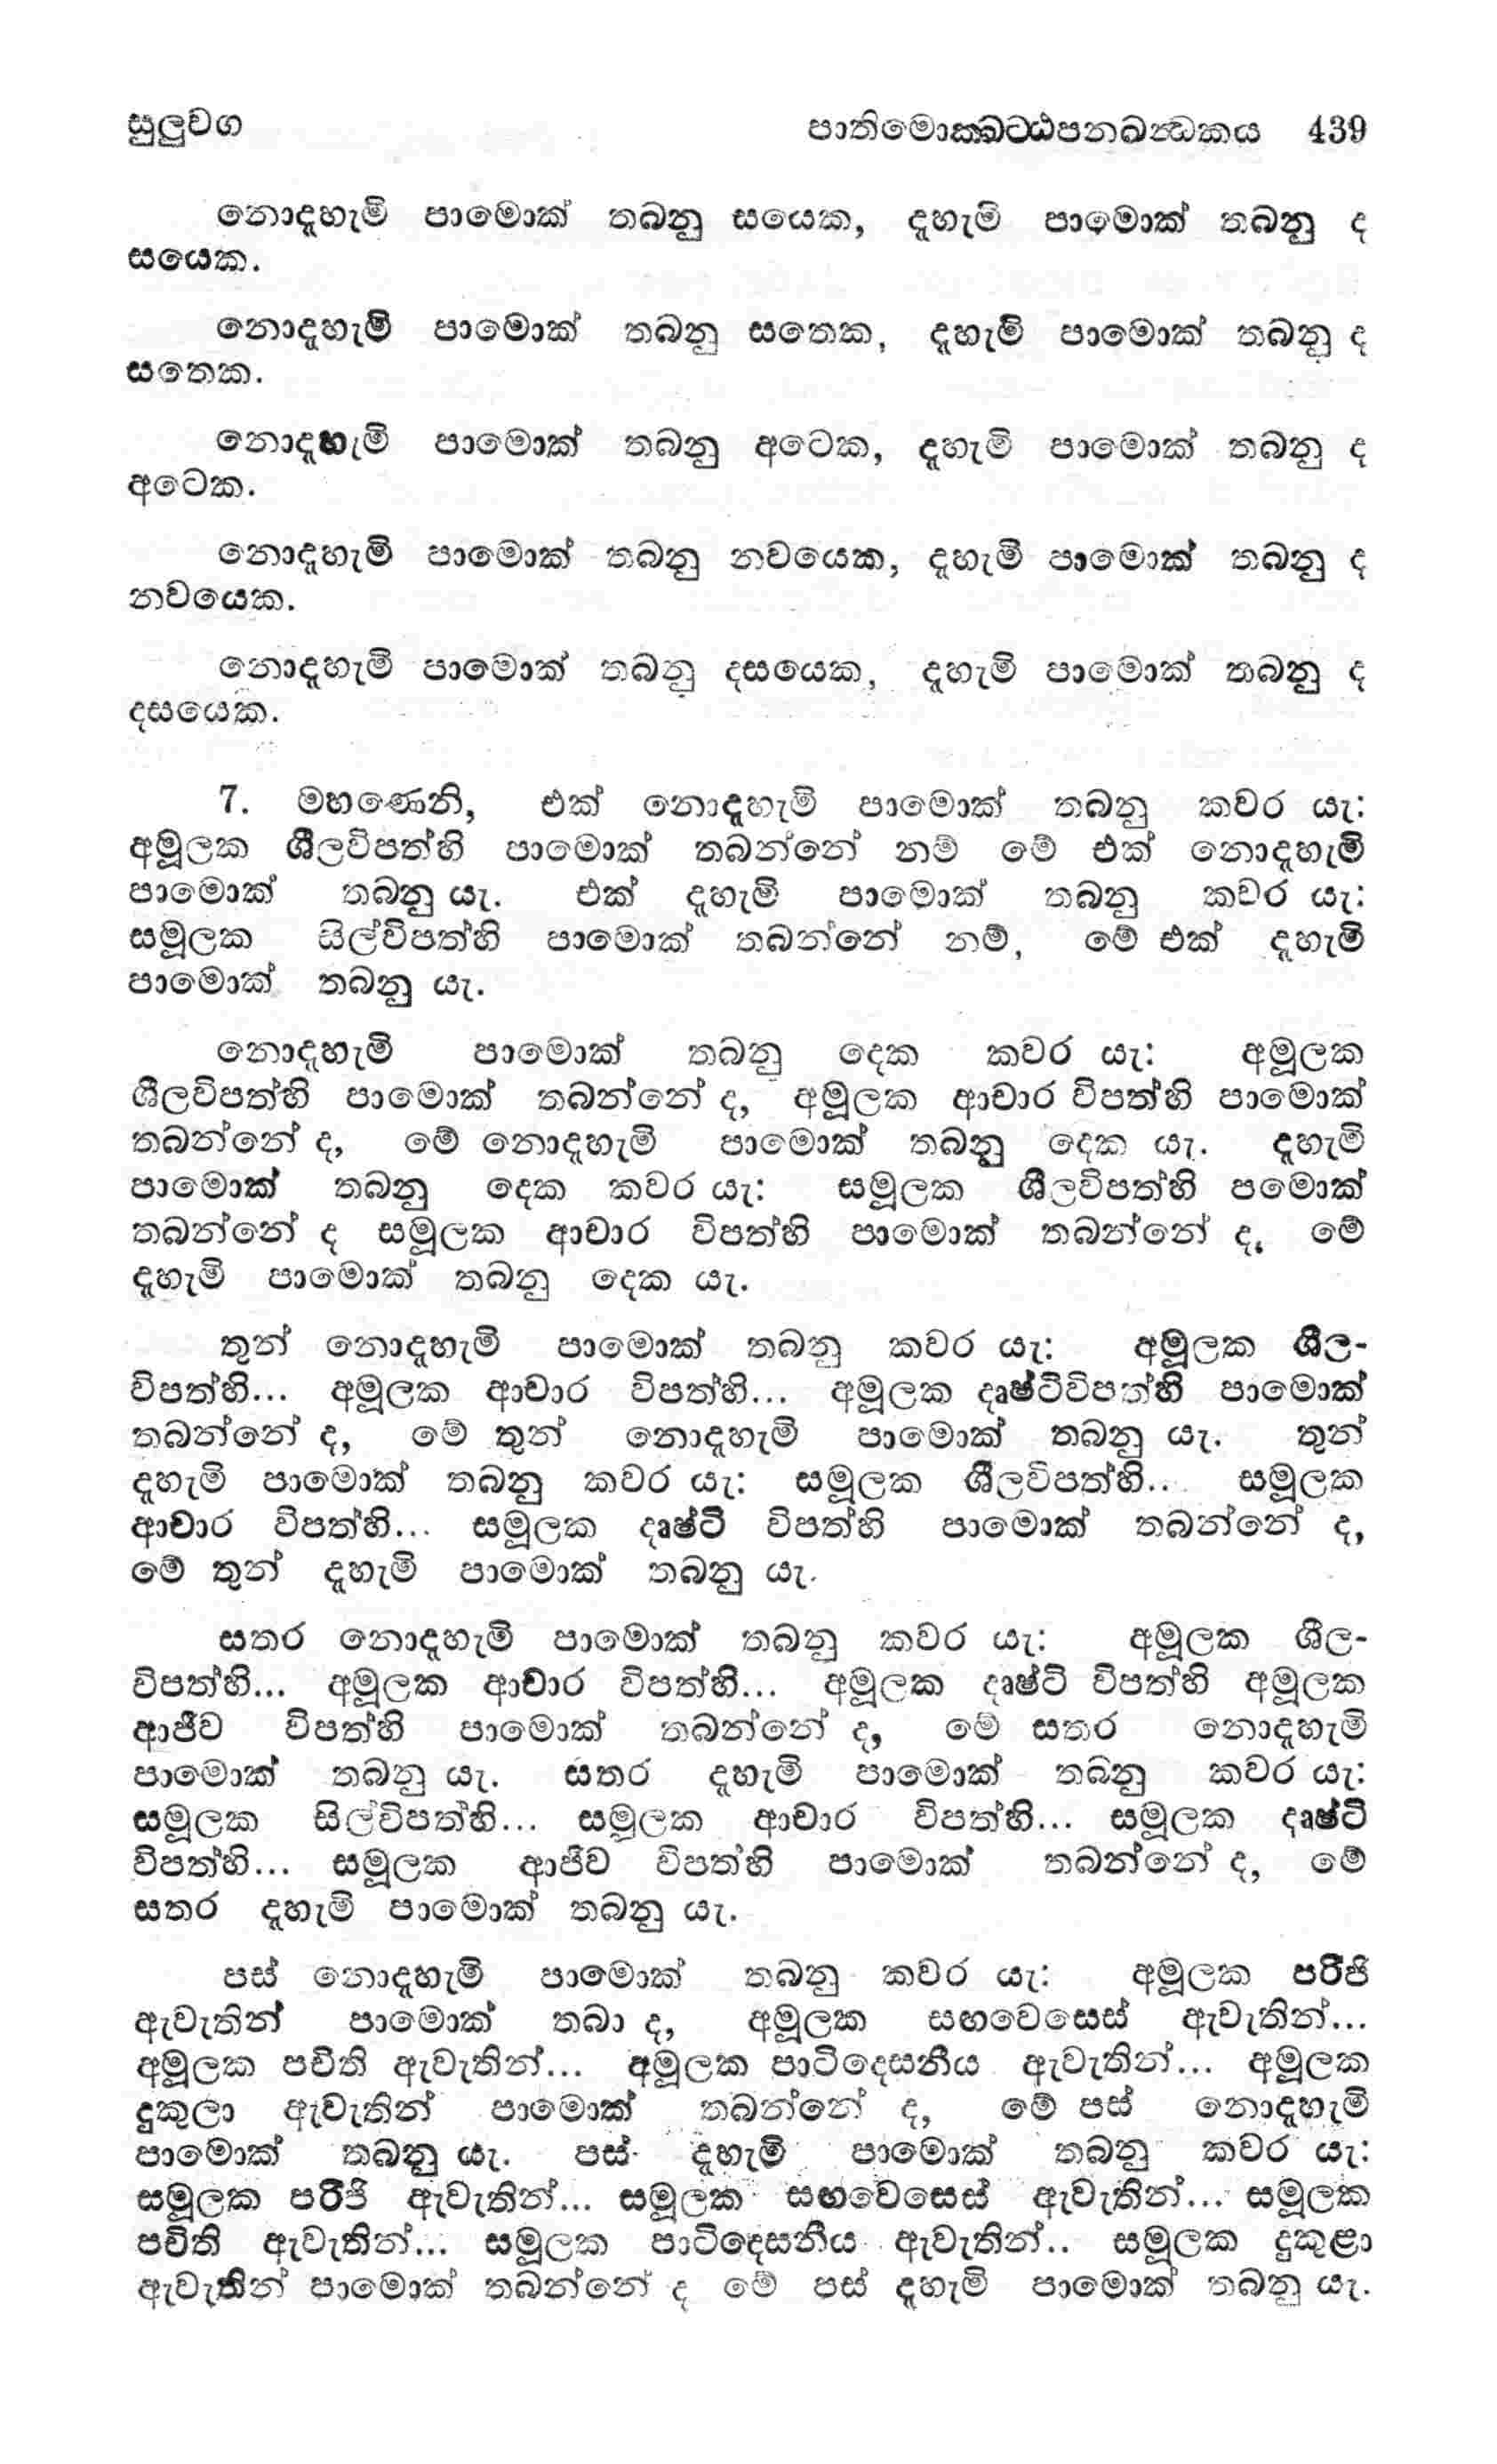 සුලුවග පාතිමොක්ඛට්ඨපනඛන්ධකය 439
නොදැහැමි පාමොක් තබනු සයෙක, දැහැමි පාමොක් තබනු ද
සයෙක.
නොදැහැමි පාමොක් තබනු සතෙක, දැහැමි පාමොක් තබනු ද
සතෙක.
නොදැහැමි පාමොක් තබනු අටෙක, දැහැමි පාමොක් තබනු ද
අටෙක.
නොදැහැමි පාමොක් තබනු නවයෙක, දැහැමි පාමොක් තබනු ද
නවයෙක.
නොදැහැමි පාමොක් තබනු දසයෙක, දැහැමි පාමොක් තබනු ද
දසයෙක.
7. මහණෙනි, එක් නොදැහැමි පාමොක් තබනු කවර යැ:
අමූලක ශීලවිපත්හි පාමොක් තබන්නේ නම් මේ එක් නොදැහැමි
පාමොක් තබනු යැ. එක් දැහැමි පාමොක් තබනු කවර යැ:
සමූලක සිල්විපත්හි පාමොක් තබන්නේ නම්, මේ එක් දැහැමි
පාමොක් තබනු යැ.
නොදැහැමි පාමොක් තබනු දෙක කවර යැ: අමූලක
ශීලවිපත්හි පාමොක් තබන්නේ ද, අමූලක ආචාර විපත්හි පාමොක්
තබන්නේ ද, මේ නොදැහැමි පාමොක් තබනු දෙක යැ. දැහැමි
පාමොක් තබනු දෙක කවර යැ: සමූලක ශීලවිපත්හි පමොක්
තබන්නේ ද සමූලක ආචාර විපත්හි පාමොක් තබන්නේ ද, මේ
දැහැමි පාමොක් තබනු දෙක යැ.
තුන් නොදැහැමි පාමොක් තබනු කවර යැ: අමූලක ශීල-
විපත්හි... අමූලක ආචාර විපත්හි... අමූලක දෘෂ්ටිවිපත්හි පාමොක්
තබන්නේ ද, මේ තුන් නොදැහැමි පාමොක් තබනු යැ. තුන්
දැහැමි පාමොක් තබනු කවර යැ: සමූලක ශීලවිපත්හි... සමූලක
ආචාර විපත්හි... සමූලක දෘෂ්ටි විපත්හි පාමොක් තබන්නේ ද,
මේ තුන් දැහැමි පාමොක් තබනු යැ.
සතර නොදැහැමි පාමොක් තබනු කවර යැ: අමූලක ශීල-
විපත්හි... අමූලක ආචාර විපත්හි... අමූලක දෘෂ්ටි විපත්හි අමූලක
ආජීව විපත්හි පාමොක් තබන්නේ ද, මේ සතර නොදැහැමි
පාමොක් තබනු යැ. සතර දැහැමි පාමොක් තබනු කවර යැ:
සමූලක සිල්විපත්හි... සමූලක ආචාර විපත්හි... සමූලක දෘෂ්ටි
විපත්හි... සමූලක ආජීව විපත්හි පාමොක් තබන්නේ ද, මේ
සතර දැහැමි පාමොක් තබනු යැ.
පස් නොදැහැමි පාමොක් තබනු කවර යැ: අමූලක පරිජි
ඇවැතින් පාමොක් තබා ද, අමූලක සඟවෙසෙස් ඇවැතින්...
අමූලක පචිති ඇවැතින්... අමූලක පාටිදෙසනීය ඇවැතින්... අමූලක
දුකුලා ඇවැතින් පාමොක් තබන්නේ ද, මේ පස් නොදැහැමි
පාමොක් තබනු යැ. පස් දැහැමි පාමොක් තබනු කවර යැ:
සමූලක පරිජි ඇවැතින්... සමූලක සඟවෙසෙස් ඇවැතින්... සමූලක
පචිති ඇවැතින්... සමූලක පාටිදෙසනීය ඇවැතින්.. සමූලක දුකුළා
ඇවැතින් පාමොක් තබන්නේ ද මේ පස් දැහැමි පාමොක් තබනු යැ.